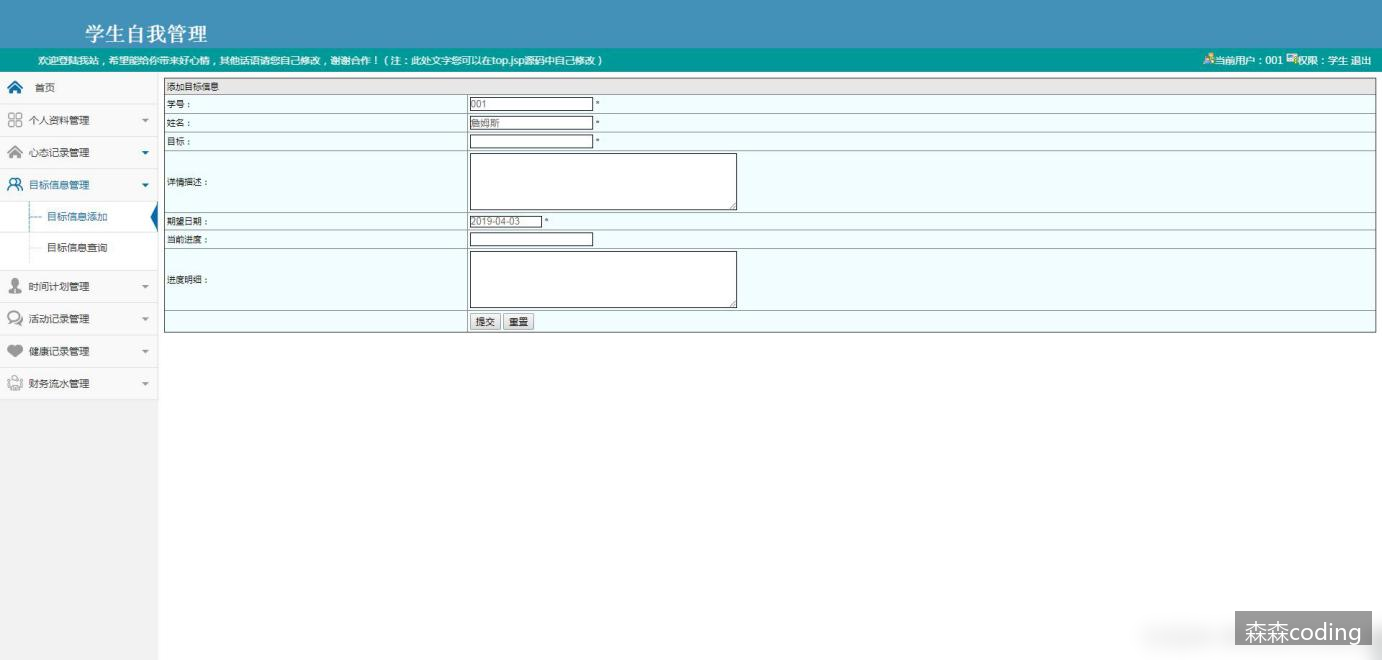 学生自我管理
欢迎登陆我站，希望能给你带来好心情，其他话语请您自己修改，谢谢合作！（注：此处文字您可以在top.jsp源码中自己修改） 当前用户：001 权限：学生 退出
首页
个人资料管理
心态记录管理
目标信息管理
目标信息添加
目标信息查询
时间计划管理
活动记录管理
健康记录管理
财务流水管理
添加目标信息
学号： 001 *
姓名： 詹姆斯 *
目标： *
详情描述：
期望日期： 2019-04-03 *
当前进度：
进度明细：
提交 重置
森森coding